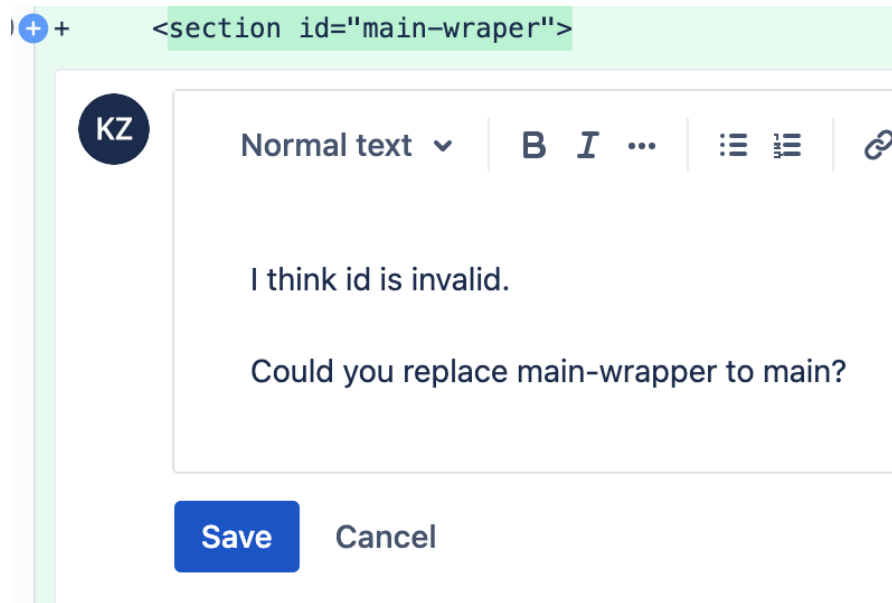 + <section id="main-wraper">
KZ
Normal text B I ...
I think id is invalid.
Could you replace main-wrapper to main?
Save Cancel